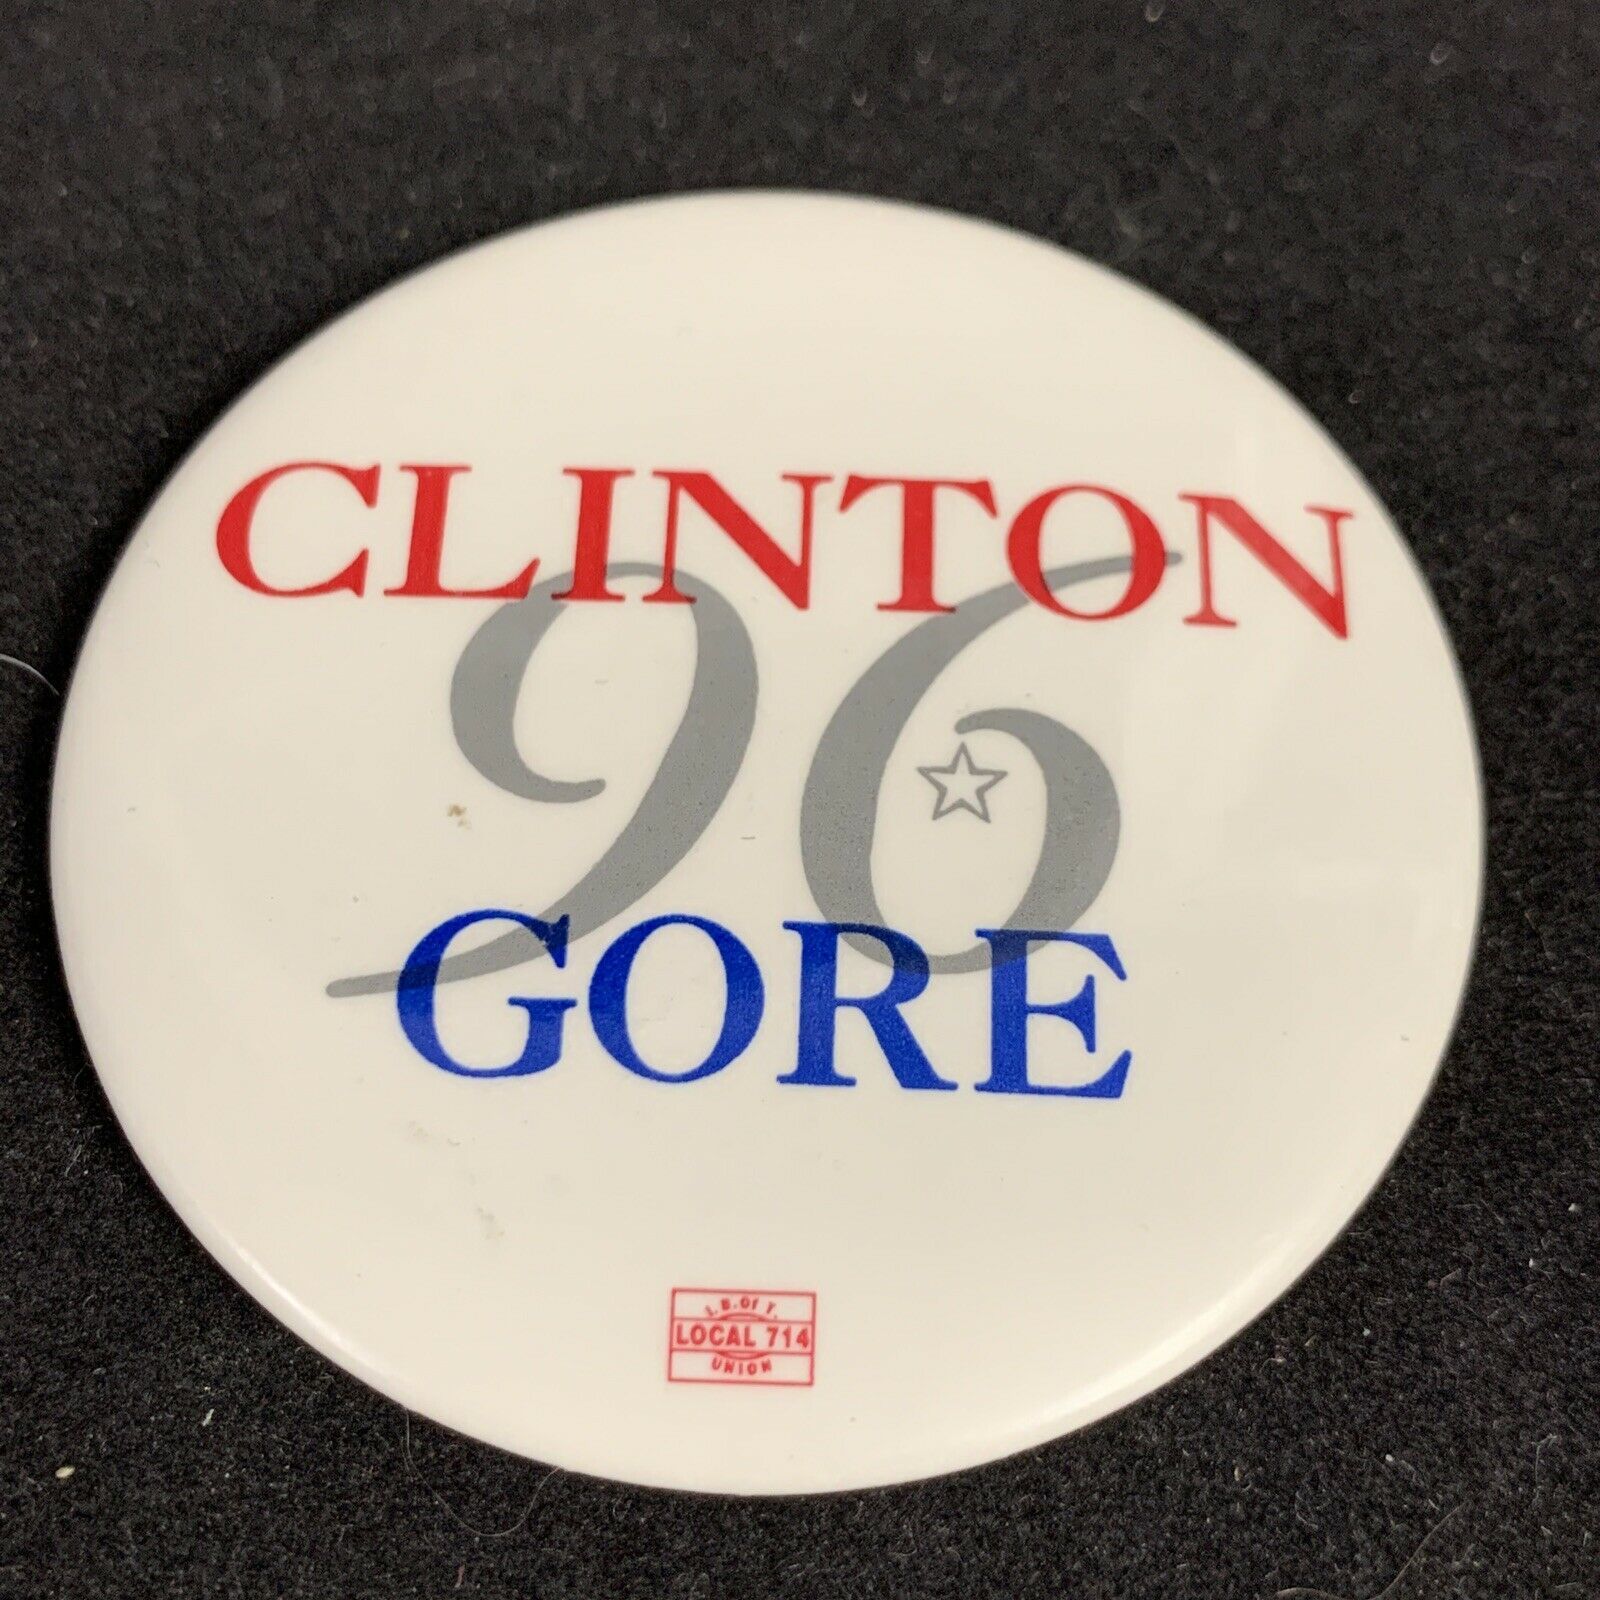 CLINTON
96
GORE
I. B. OF T.
LOCAL 714
UNION